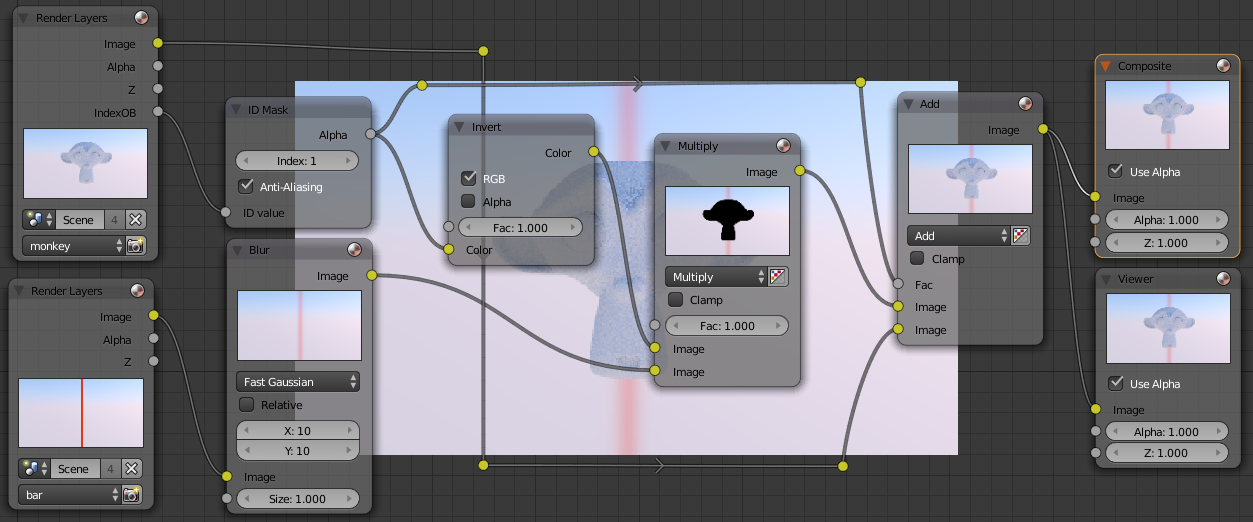 Render Layers
Image
Alpha
Z
IndexOB
Scene 4
monkey
Render Layers
Image
Alpha
Z
Scene 4
bar
ID Mask
Alpha
Index: 1
Anti-Aliasing
ID value
Blur
Image
Fast Gaussian
Relative
X: 10
Y: 10
Image
Size: 1.000
Invert
Color
RGB
Alpha
Fac: 1.000
Color
Multiply
Image
Multiply
Clamp
Fac: 1.000
Image
Image
Add
Image
Add
Clamp
Fac
Image
Image
Composite
Use Alpha
Image
Alpha: 1.000
Z: 1.000
Viewer
Use Alpha
Image
Alpha: 1.000
Z: 1.000